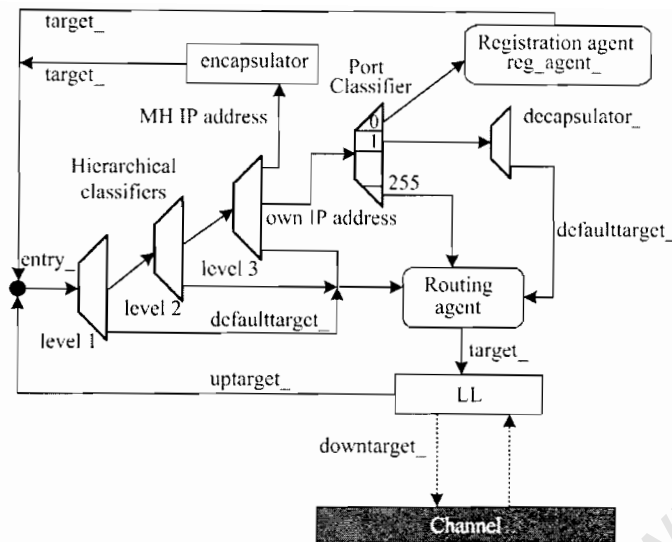 target_
Registration agent
reg_agent_
encapsulator
target_
Port
Classifier
MH IP address
0
1
255
decapsulator_
Hierarchical
classifiers
own IP address
defaulttarget_
entry_
level 3
level 2
level 1
defaulttarget_
Routing
agent
target_
uptarget_
LL
downtarget_
Channel